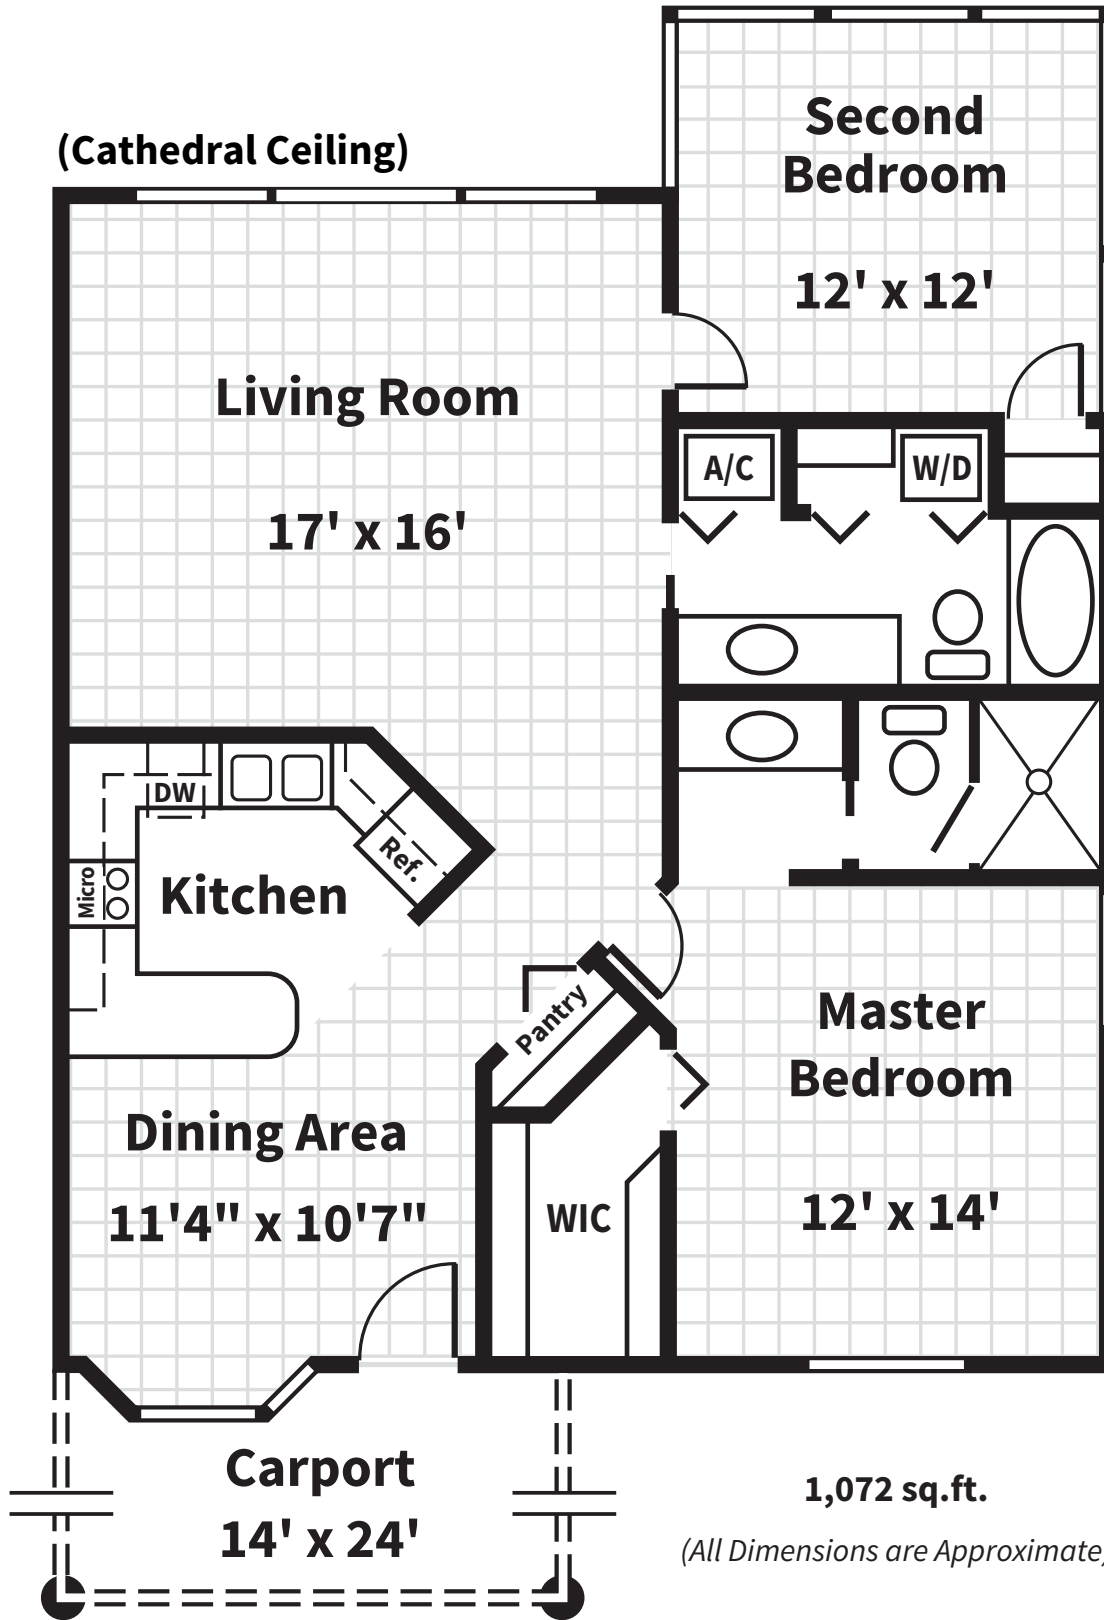 (Cathedral Ceiling)
Second
Bedroom
12' x 12'
Living Room
17' x 16'
A/C
W/D
DW
Ref.
Micro
Kitchen
Pantry
Master
Bedroom
12' x 14'
Dining Area
11'4" x 10'7"
WIC
Carport
14' x 24'
1,072 sq.ft.
(All Dimensions are Approximate)